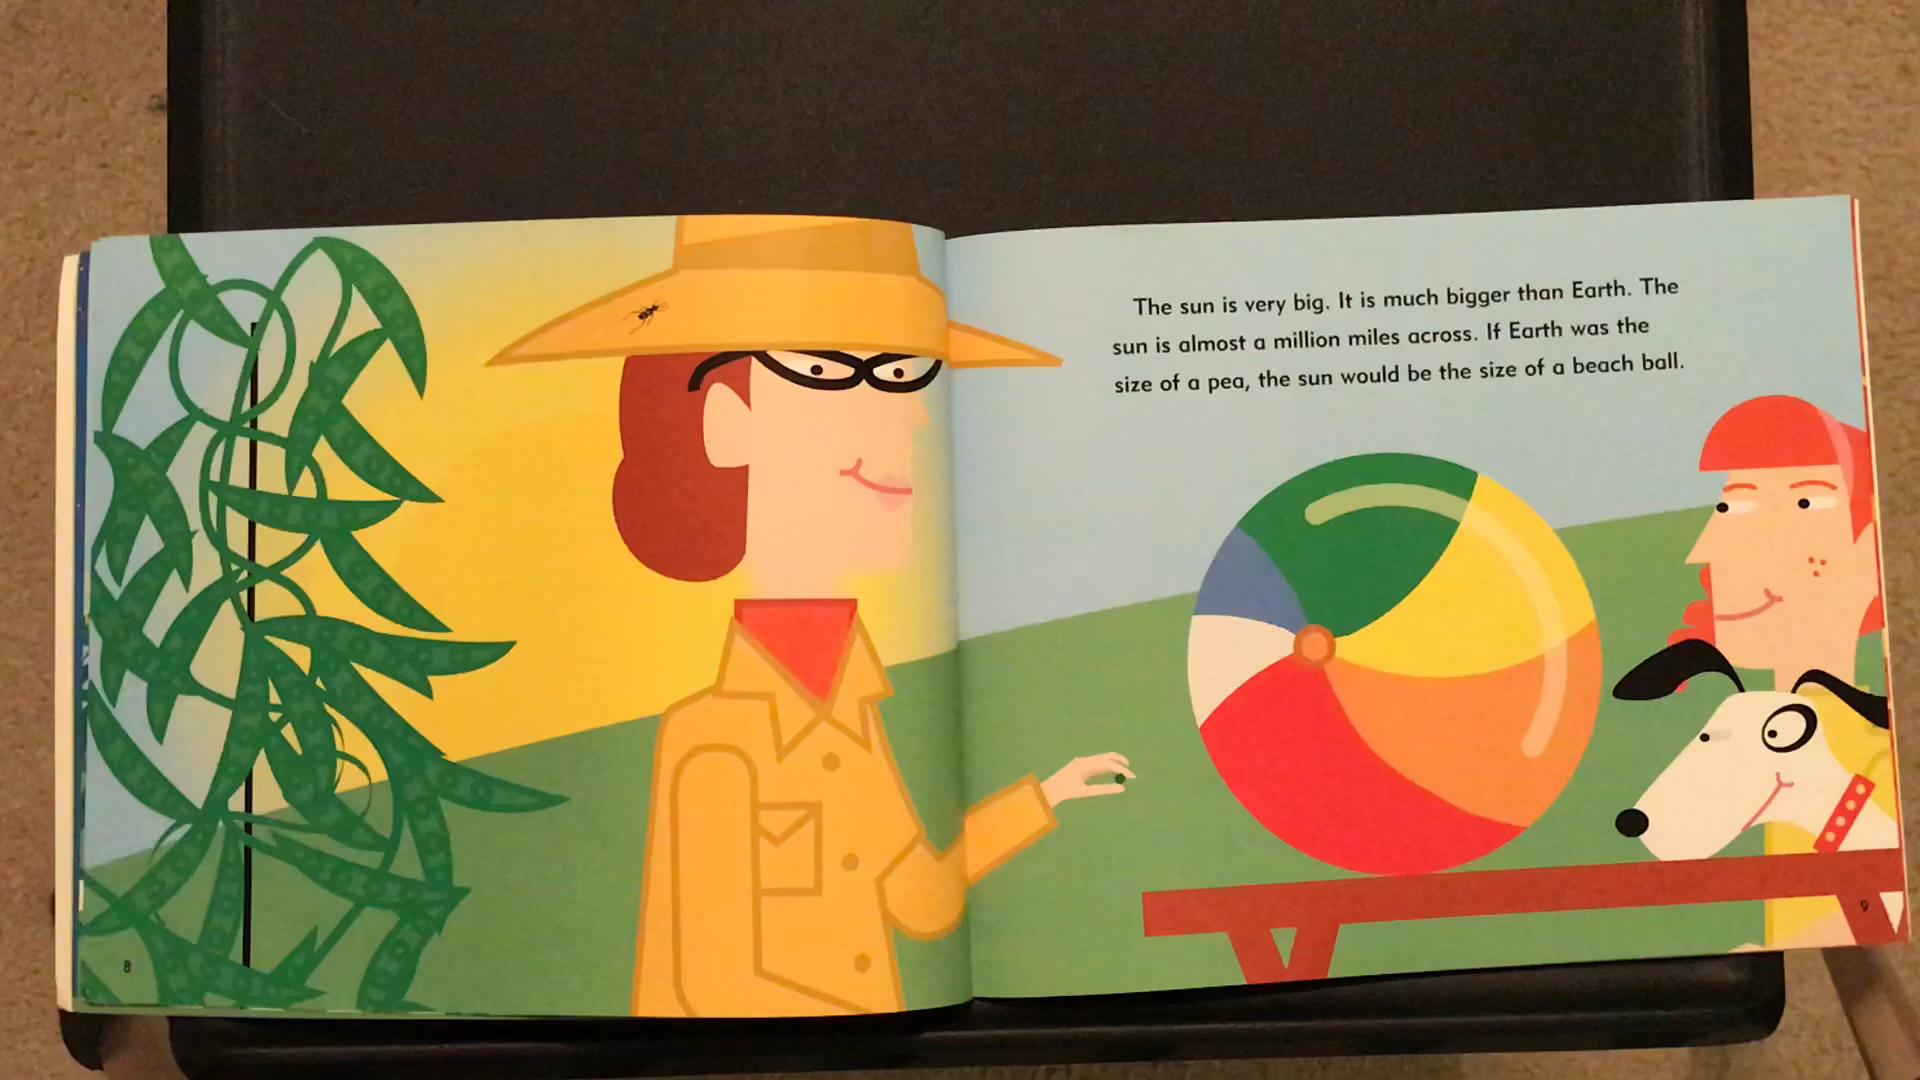 The sun is very big. It is much bigger than Earth. The
sun is almost a million miles across. If Earth was the
size of a pea, the sun would be the size of a beach ball.
8
9